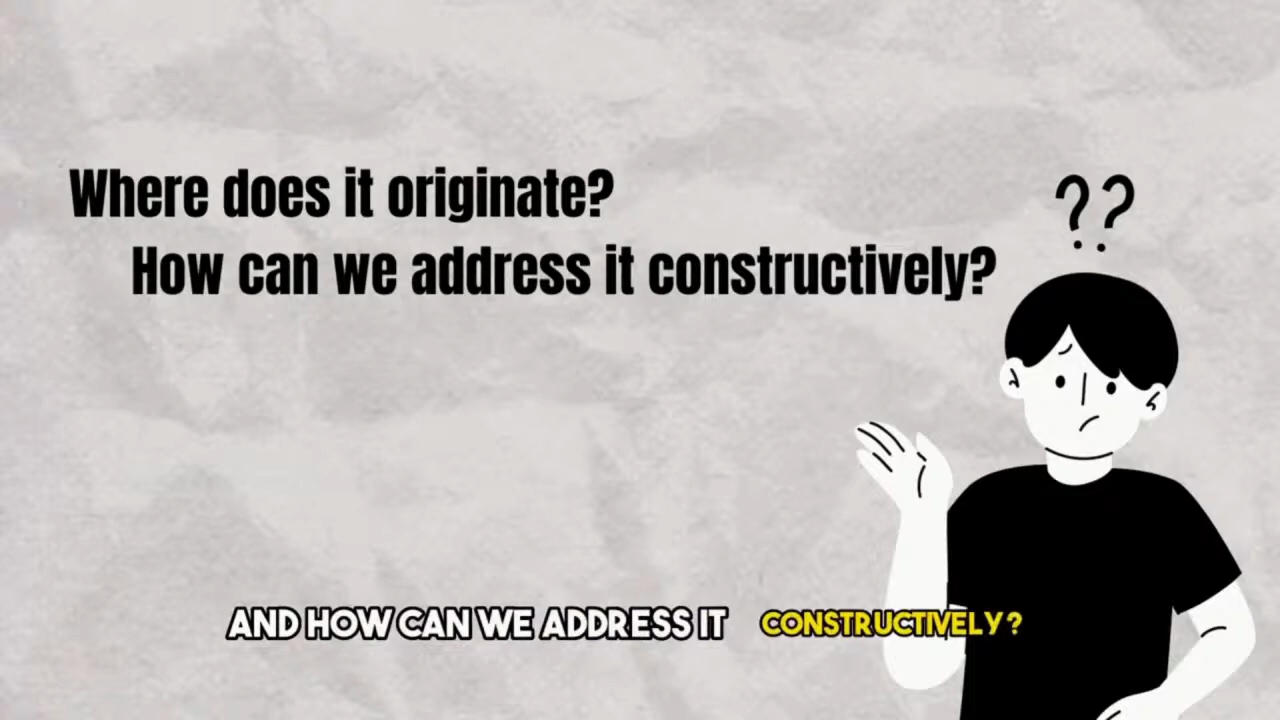 Where does it originate?
How can we address it constructively?
??
AND HOW CAN WE ADDRESS IT CONSTRUCTIVELY?